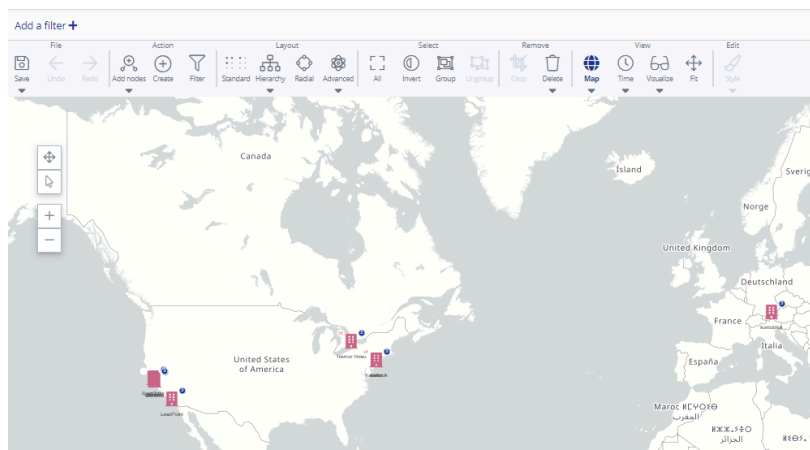 Add a filter +
File Action Layout Select Remove View Edit
Save Undo Redo Add nodes Create Filter Standard Hierarchy Radial Advanced All Invert Group Ungroup Crop Delete Map Time Visualize Fit Style
Canada
Ísland
Sverig
Norge
United Kingdom
Deutschland
France
Italia
United States
of America
España
LeadPoint
Maroc ⵍⵎⵖⵔⵉⴱ
المغرب
الجزائر